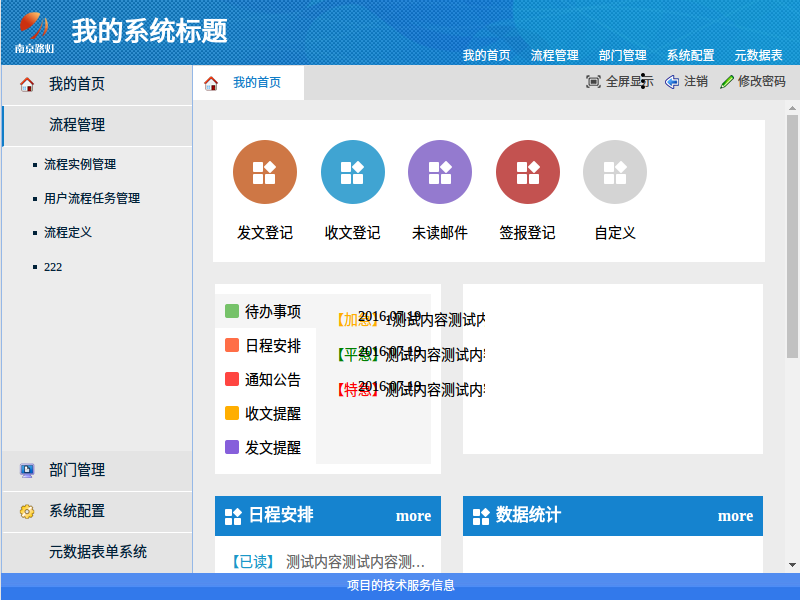 我的系统标题
南京路灯
我的首页 流程管理 部门管理 系统配置 元数据表
我的首页
流程管理
流程实例管理
用户流程任务管理
流程定义
222
部门管理
系统配置
元数据表单系统
我的首页
全屏显示 注销 修改密码
发文登记 收文登记 未读邮件 签报登记 自定义
待办事项
日程安排
通知公告
收文提醒
发文提醒
【加急】 2016-07-19 1测试内容测试内
【平急】 2016-07-19 测试内容测试内容
【特急】 2016-07-19 测试内容测试内容
日程安排 more
【已读】 测试内容测试内容测...
数据统计 more
项目的技术服务信息